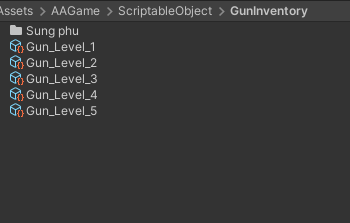 Assets > AAGame > ScriptableObject > GunInventory
Sung phu
Gun_Level_1
Gun_Level_2
Gun_Level_3
Gun_Level_4
Gun_Level_5